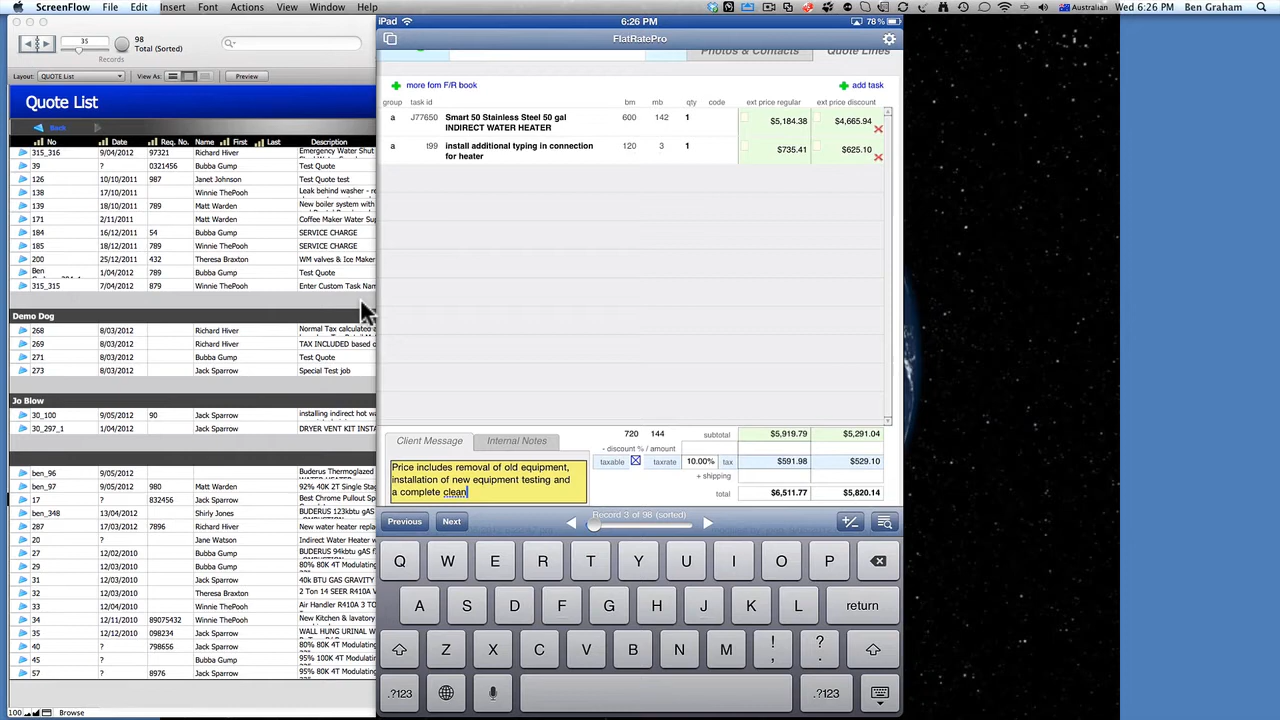 ScreenFlow File Edit Insert Font Actions View Window Help
Australian Wed 6:26 PM Ben Graham
35
98
Total (Sorted)
Records
Layout: QUOTE List View As: Preview
Quote List
Back
No Date Req. No. Name First Last Description
315_316 9/04/2012 97321 Richard Hiver Emergency Water Shut
39 ? 0321456 Bubba Gump Test Quote
126 10/10/2011 987 Janet Johnson Test Quote test
138 17/10/2011 Winnie ThePooh Leak behind washer - re
139 18/10/2011 789 Matt Warden New boiler system with
171 2/11/2011 Matt Warden Coffee Maker Water Su
184 16/12/2011 54 Bubba Gump SERVICE CHARGE
185 18/12/2011 789 Winnie ThePooh SERVICE CHARGE
200 25/12/2011 432 Theresa Braxton WM valves & Ice Maker
Ben 1/04/2012 789 Bubba Gump Test Quote
315_315 7/04/2012 879 Winnie ThePooh Enter Custom Task Nam
Demo Dog
268 8/03/2012 Richard Hiver Normal Tax calculated a
269 8/03/2012 Richard Hiver TAX INCLUDED based o
271 8/03/2012 Bubba Gump Test Quote
273 8/03/2012 Jack Sparrow Special Test job
Jo Blow
30_100 9/05/2012 90 Jack Sparrow installing indirect hot wa
30_297_1 1/04/2012 Jack Sparrow DRYER VENT KIT INSTA
ben_96 9/05/2012 Jack Sparrow Buderus Thermoglazed
ben_97 9/05/2012 980 Matt Warden 92% 40K 2T Single Stag
17 ? 832456 Jack Sparrow Best Chrome Pullout Sp
ben_348 13/04/2012 Shirly Jones BUDERUS 123kbtu gAS f
287 1/03/2012 7896 Richard Hiver New water heater repla
20 ? Jane Watson Indirect Water Heater
27 12/02/2010 Bubba Gump BUDERUS 94kbtu gAS FI
29 ? Bubba Gump 80% 80K 4T Modulating
31 2/03/2010 Jack Sparrow 40k BTU GAS GRAVITY
32 ? Theresa Braxton 2 Ton 14 SEER R410A
33 12/04/2010 Winnie ThePooh Air Handler R410A 3 TO
34 12/11/2010 89075432 Winnie ThePooh New Kitchen & lavatory
35 12/12/2010 098234 Jack Sparrow WALL HUNG URINAL W
40 ? 798656 Jack Sparrow 80% 80K 4T Modulating
45 ? Bubba Gump 95% 100K 4T Modulating
57 ? 8976 Jack Sparrow 95% 80K 4T Modulating
100 Browse
iPad 6:26 PM 78%
FlatRatePro
Photos & Contacts Quote Lines
more fom F/R book add task
group task id bm mb qty code ext price regular ext price discount
a J77650 Smart 50 Stainless Steel 50 gal 600 142 1 $5,184.38 $4,665.94
INDIRECT WATER HEATER
a t99 install additional typing in connection 120 3 1 $735.41 $625.10
for heater
Client Message Internal Notes
720 144 subtotal $5,919.79 $5,291.04
- discount % / amount
taxable taxrate 10.00% tax $591.98 $529.10
+ shipping
total $6,511.77 $5,820.14
Price includes removal of old equipment,
installation of new equipment testing and
a complete clean
Previous Next Record 3 of 98 (sorted)
Q W E R T Y U I O P
A S D F G H J K L return
Z X C V B N M ! , ? .
.?123 .?123